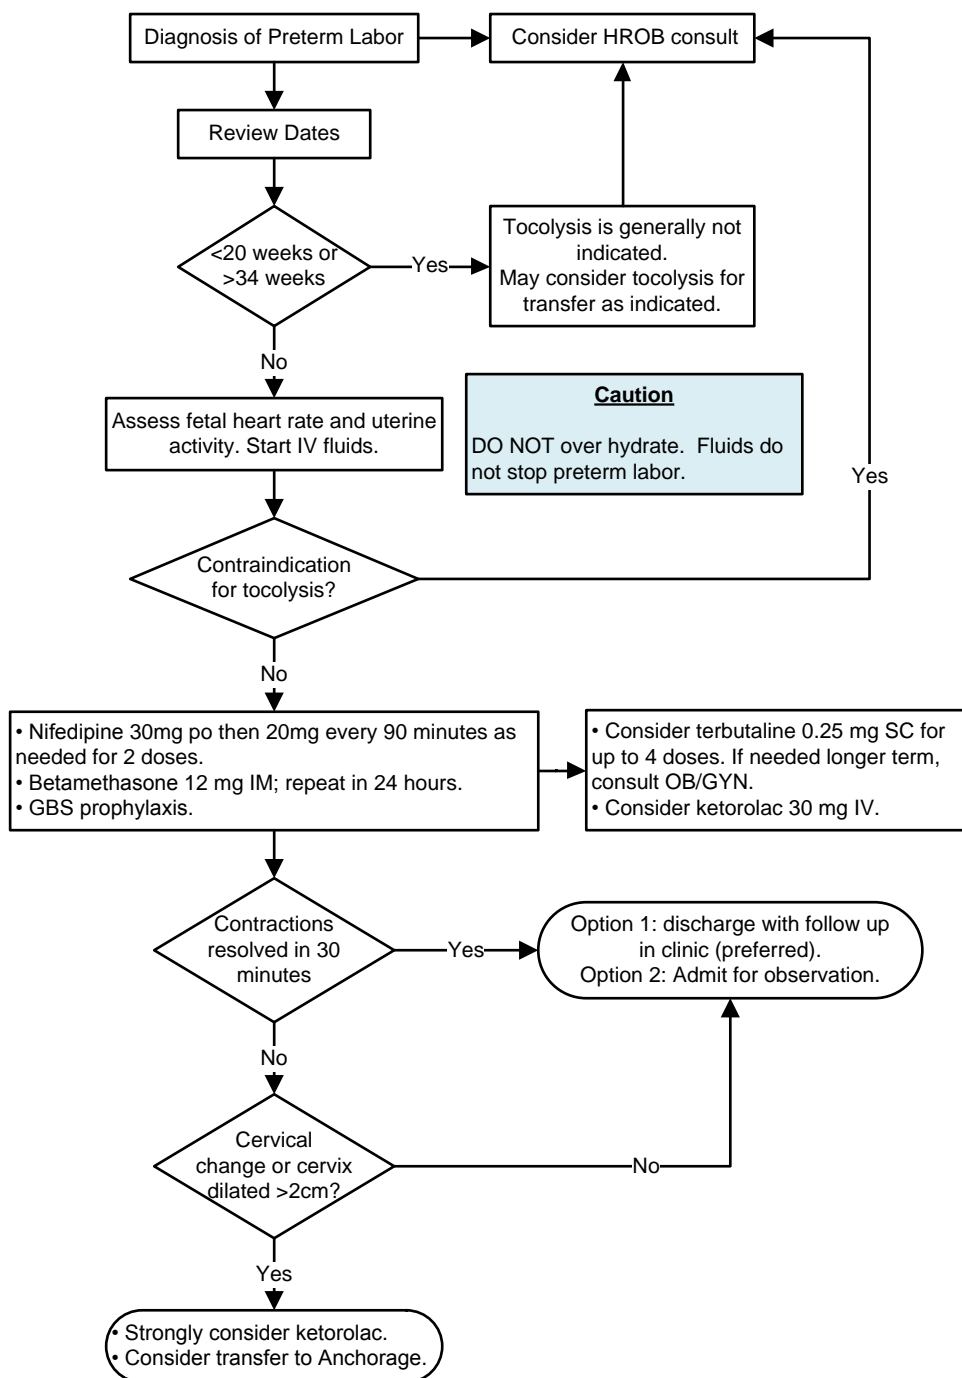 Diagnosis of Preterm Labor
Consider HROB consult
Review Dates
<20 weeks or
>34 weeks
Yes
Tocolysis is generally not
indicated.
May consider tocolysis for
transfer as indicated.
No
Assess fetal heart rate and uterine
activity. Start IV fluids.
Caution
DO NOT over hydrate.  Fluids do
not stop preterm labor.
Yes
Contraindication
for tocolysis?
No
• Nifedipine 30mg po then 20mg every 90 minutes as
needed for 2 doses.
• Betamethasone 12 mg IM; repeat in 24 hours.
• GBS prophylaxis.
• Consider terbutaline 0.25 mg SC for
up to 4 doses. If needed longer term,
consult OB/GYN.
• Consider ketorolac 30 mg IV.
Contractions
resolved in 30
minutes
Yes
Option 1: discharge with follow up
in clinic (preferred).
Option 2: Admit for observation.
No
Cervical
change or cervix
dilated >2cm?
No
Yes
• Strongly consider ketorolac.
• Consider transfer to Anchorage.